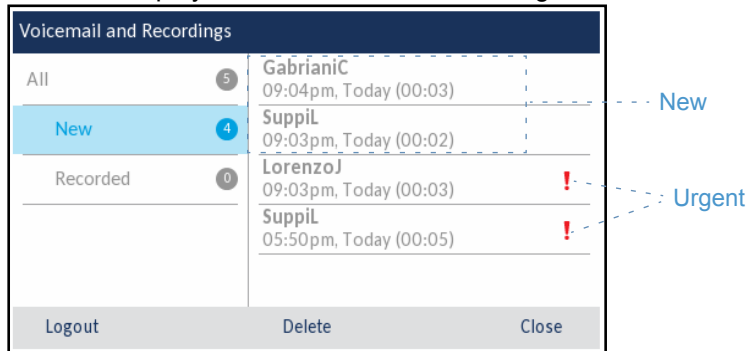 Voicemail and Recordings
All 5
New 4
Recorded 0
GabrianiC
09:04pm, Today (00:03)
SuppiL
09:03pm, Today (00:02)
LorenzoJ
09:03pm, Today (00:03) !
SuppiL
05:50pm, Today (00:05) !
New
Urgent
Logout Delete Close